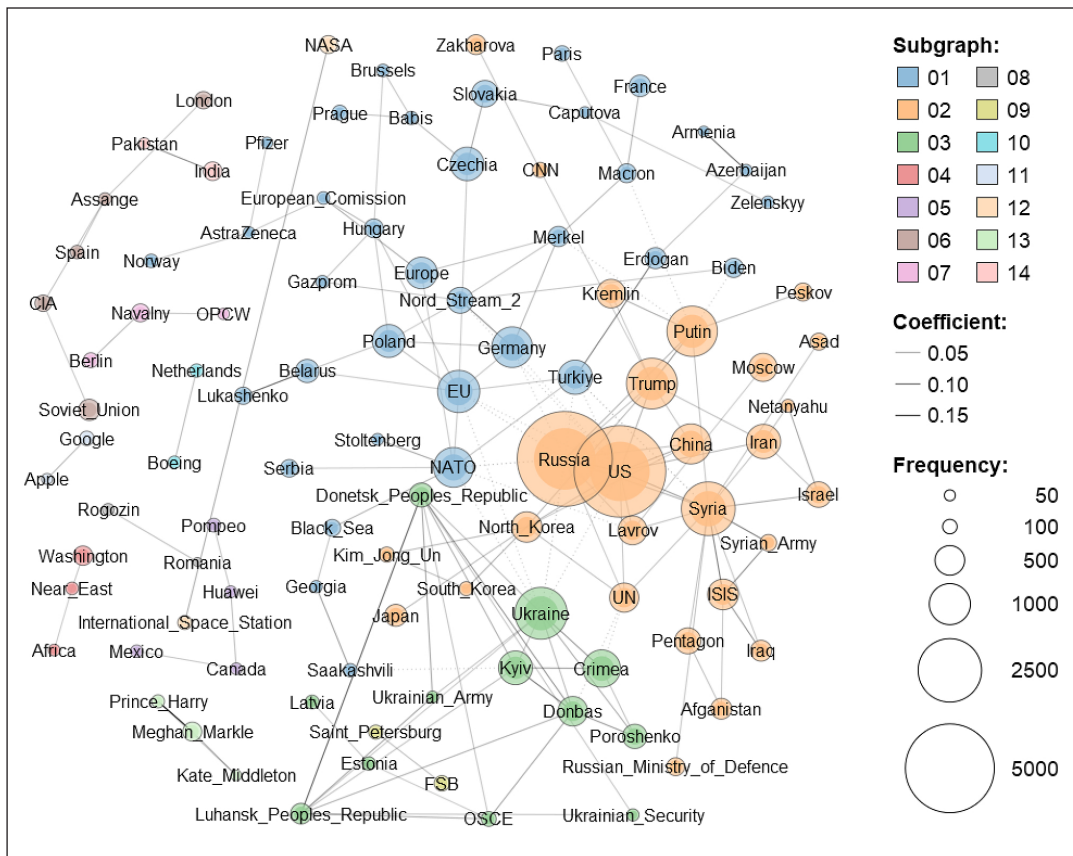 NASA
Zakharova
Paris
Brussels
Slovakia
France
London
Prague
Babis
Caputova
Armenia
Pakistan
Pfizer
Czechia
CNN
Macron
Azerbaijan
India
Assange
European_Comission
Zelenskyy
AstraZeneca
Hungary
Merkel
Spain
Norway
Europe
Erdogan
Biden
Gazprom
Nord_Stream_2
Kremlin
Peskov
CIA
Navalny
OPCW
Putin
Poland
Germany
Asad
Berlin
Netherlands
Belarus
Turkiye
Trump
Moscow
Lukashenko
EU
Netanyahu
Soviet_Union
Google
Stoltenberg
China
Iran
Apple
Boeing
Serbia
NATO
Russia
US
Donetsk_Peoples_Republic
Israel
Rogozin
Pompeo
Black_Sea
North_Korea
Lavrov
Syria
Syrian_Army
Washington
Romania
Kim_Jong_Un
Near_East
Huawei
Georgia
South_Korea
UN
ISIS
International_Space_Station
Japan
Ukraine
Africa
Mexico
Canada
Saakashvili
Kyiv
Crimea
Pentagon
Iraq
Prince_Harry
Latvia
Ukrainian_Army
Donbas
Afganistan
Meghan_Markle
Saint_Petersburg
Poroshenko
Kate_Middleton
Estonia
FSB
Russian_Ministry_of_Defence
Luhansk_Peoples_Republic
OSCE
Ukrainian_Security
Subgraph:
01 08
02 09
03 10
04 11
05 12
06 13
07 14
Coefficient:
0.05
0.10
0.15
Frequency:
50
100
500
1000
2500
5000